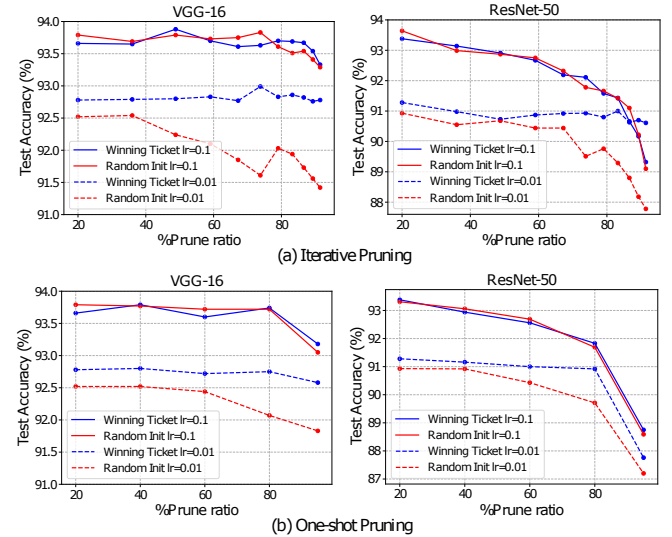 VGG-16
94.0
93.5
93.0
92.5
92.0
91.5
91.0
Test Accuracy (%)
Winning Ticket lr=0.1
Random Init lr=0.1
Winning Ticket lr=0.01
Random Init lr=0.01
20 40 60 80
%Prune ratio
ResNet-50
94
93
92
91
90
89
88
Test Accuracy (%)
Winning Ticket lr=0.1
Random Init lr=0.1
Winning Ticket lr=0.01
Random Init lr=0.01
20 40 60 80
%Prune ratio
(a) Iterative Pruning
VGG-16
94.0
93.5
93.0
92.5
92.0
91.5
91.0
Test Accuracy (%)
Winning Ticket lr=0.1
Random Init lr=0.1
Winning Ticket lr=0.01
Random Init lr=0.01
20 40 60 80
%Prune ratio
ResNet-50
93
92
91
90
89
88
87
Test Accuracy (%)
Winning Ticket lr=0.1
Random Init lr=0.1
Winning Ticket lr=0.01
Random Init lr=0.01
20 40 60 80
%Prune ratio
(b) One-shot Pruning